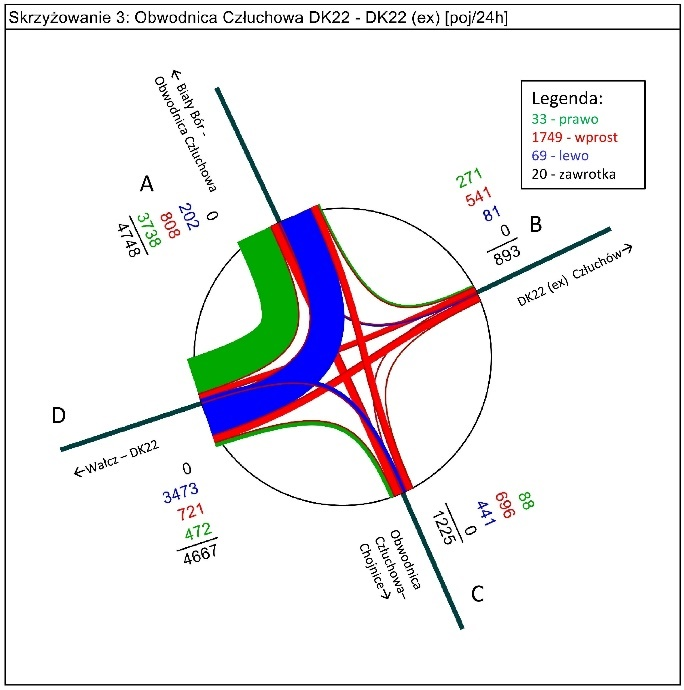 Skrzyżowanie 3: Obwodnica Człuchowa DK22 - DK22 (ex) [poj/24h]
Legenda:
33 - prawo
1749 - wprost
69 - lewo
20 - zawrotka
← Biały Bór -
Obwodnica Człuchowa
A
0
202
808
3738
4748
271
541
81
0
893
B
DK22 (ex) Człuchów→
D
←Wałcz – DK22
0
3473
721
472
4667
88
696
441
0
1225
Obwodnica
Człuchowa–
Chojnice→
C